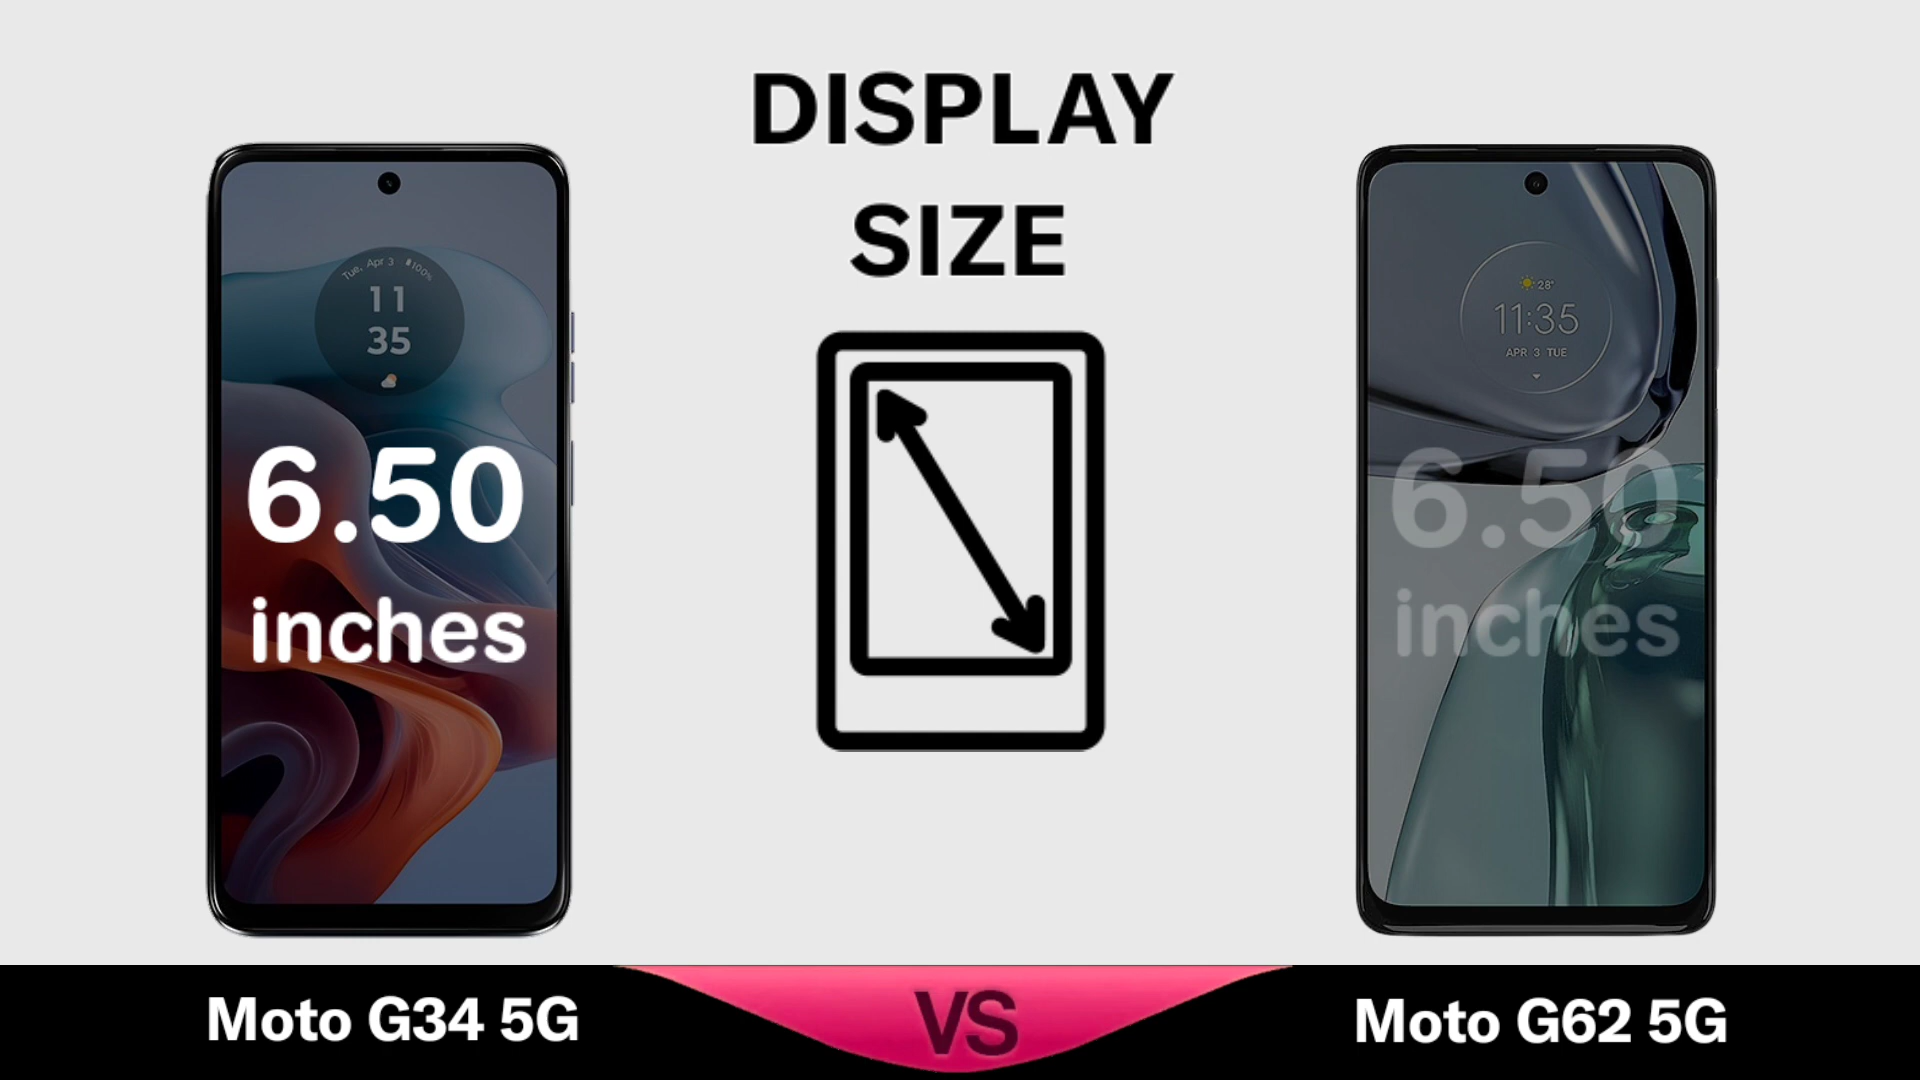 DISPLAY
SIZE
Tue, Apr 3 100%
11
35
6.50
inches
28°
11:35
APR 3 TUE
6.50
inches
Moto G34 5G
VS
Moto G62 5G